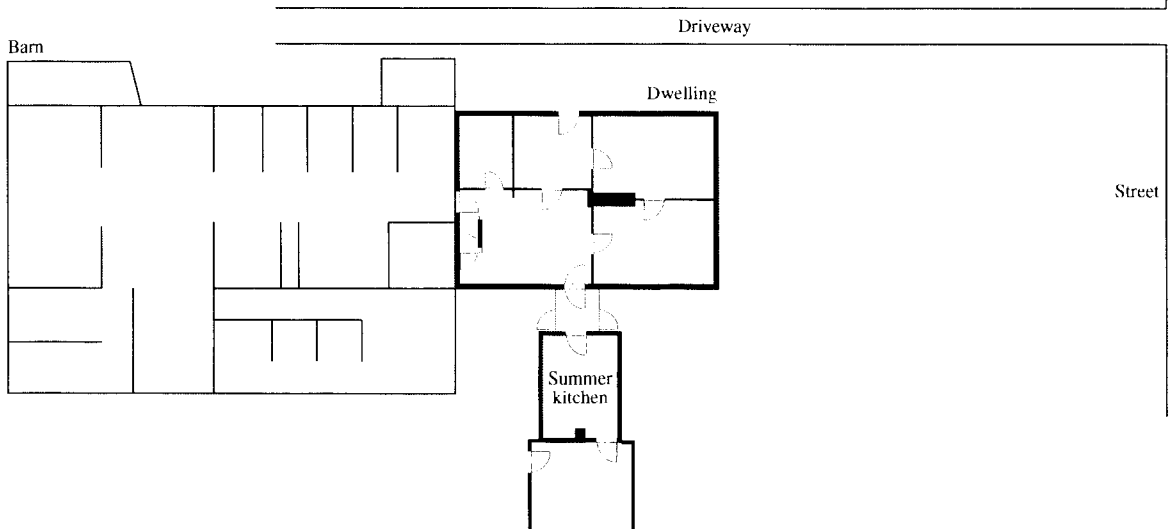 Driveway
Barn
Dwelling
Street
Summer
kitchen